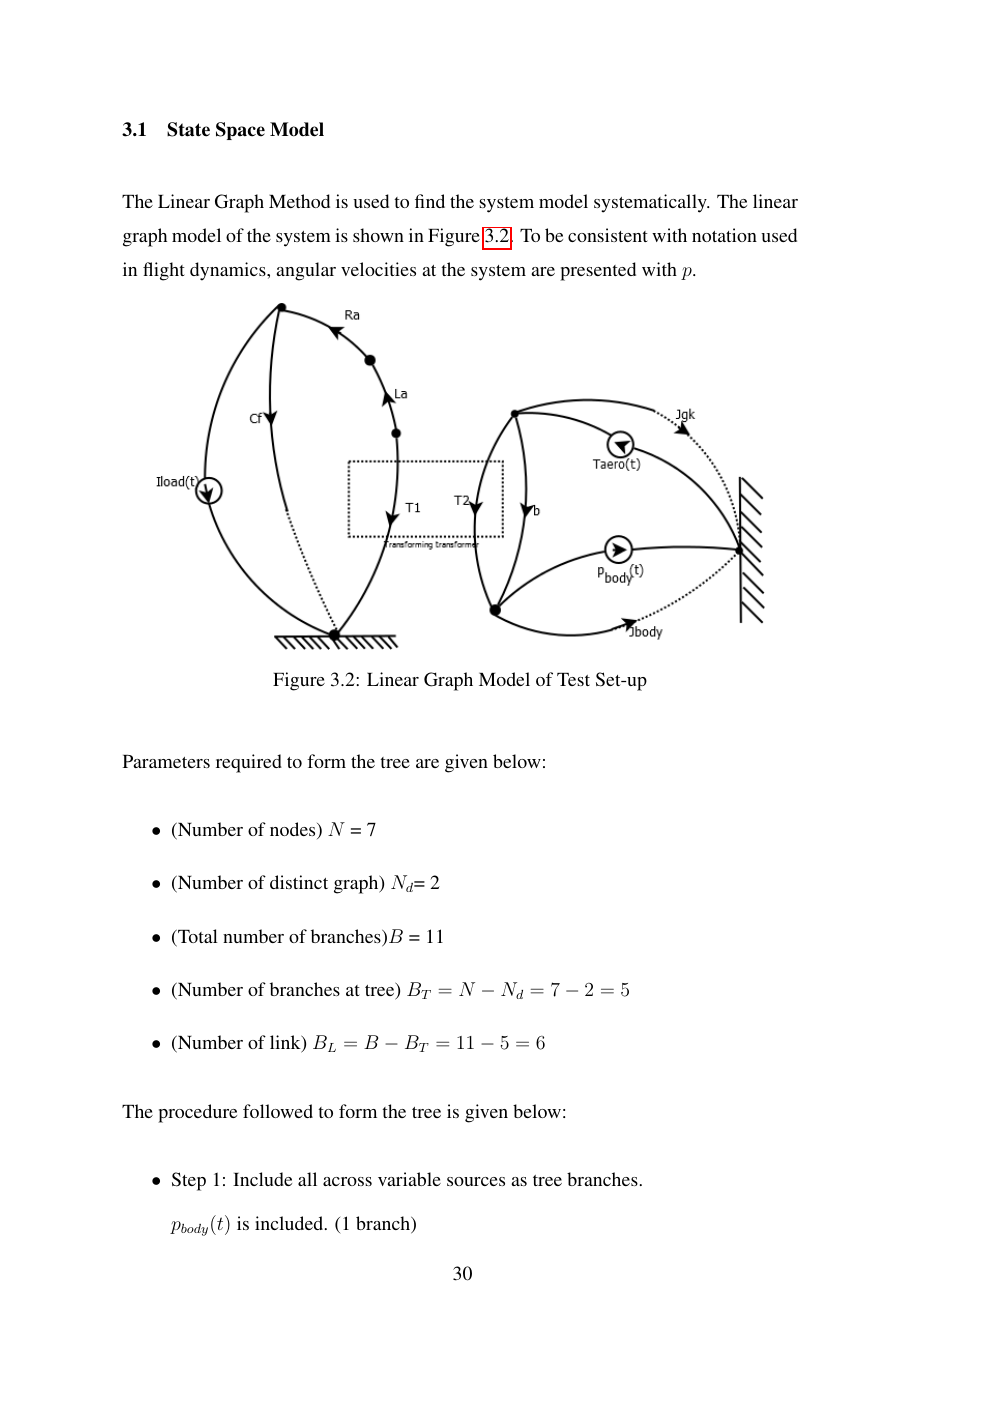 3.1 State Space Model
The Linear Graph Method is used to find the system model systematically. The linear
graph model of the system is shown in Figure 3.2. To be consistent with notation used
in flight dynamics, angular velocities at the system are presented with p.
Ra
La
Cf
Iload(t)
T1
T2
b
Transforming transformer
Jgk
Taero(t)
Pbody(t)
Jbody
Figure 3.2: Linear Graph Model of Test Set-up
Parameters required to form the tree are given below:
• (Number of nodes) N = 7
• (Number of distinct graph) N_d= 2
• (Total number of branches)B = 11
• (Number of branches at tree) B_T = N − N_d = 7 − 2 = 5
• (Number of link) B_L = B − B_T = 11 − 5 = 6
The procedure followed to form the tree is given below:
• Step 1: Include all across variable sources as tree branches.
p_body(t) is included. (1 branch)
30